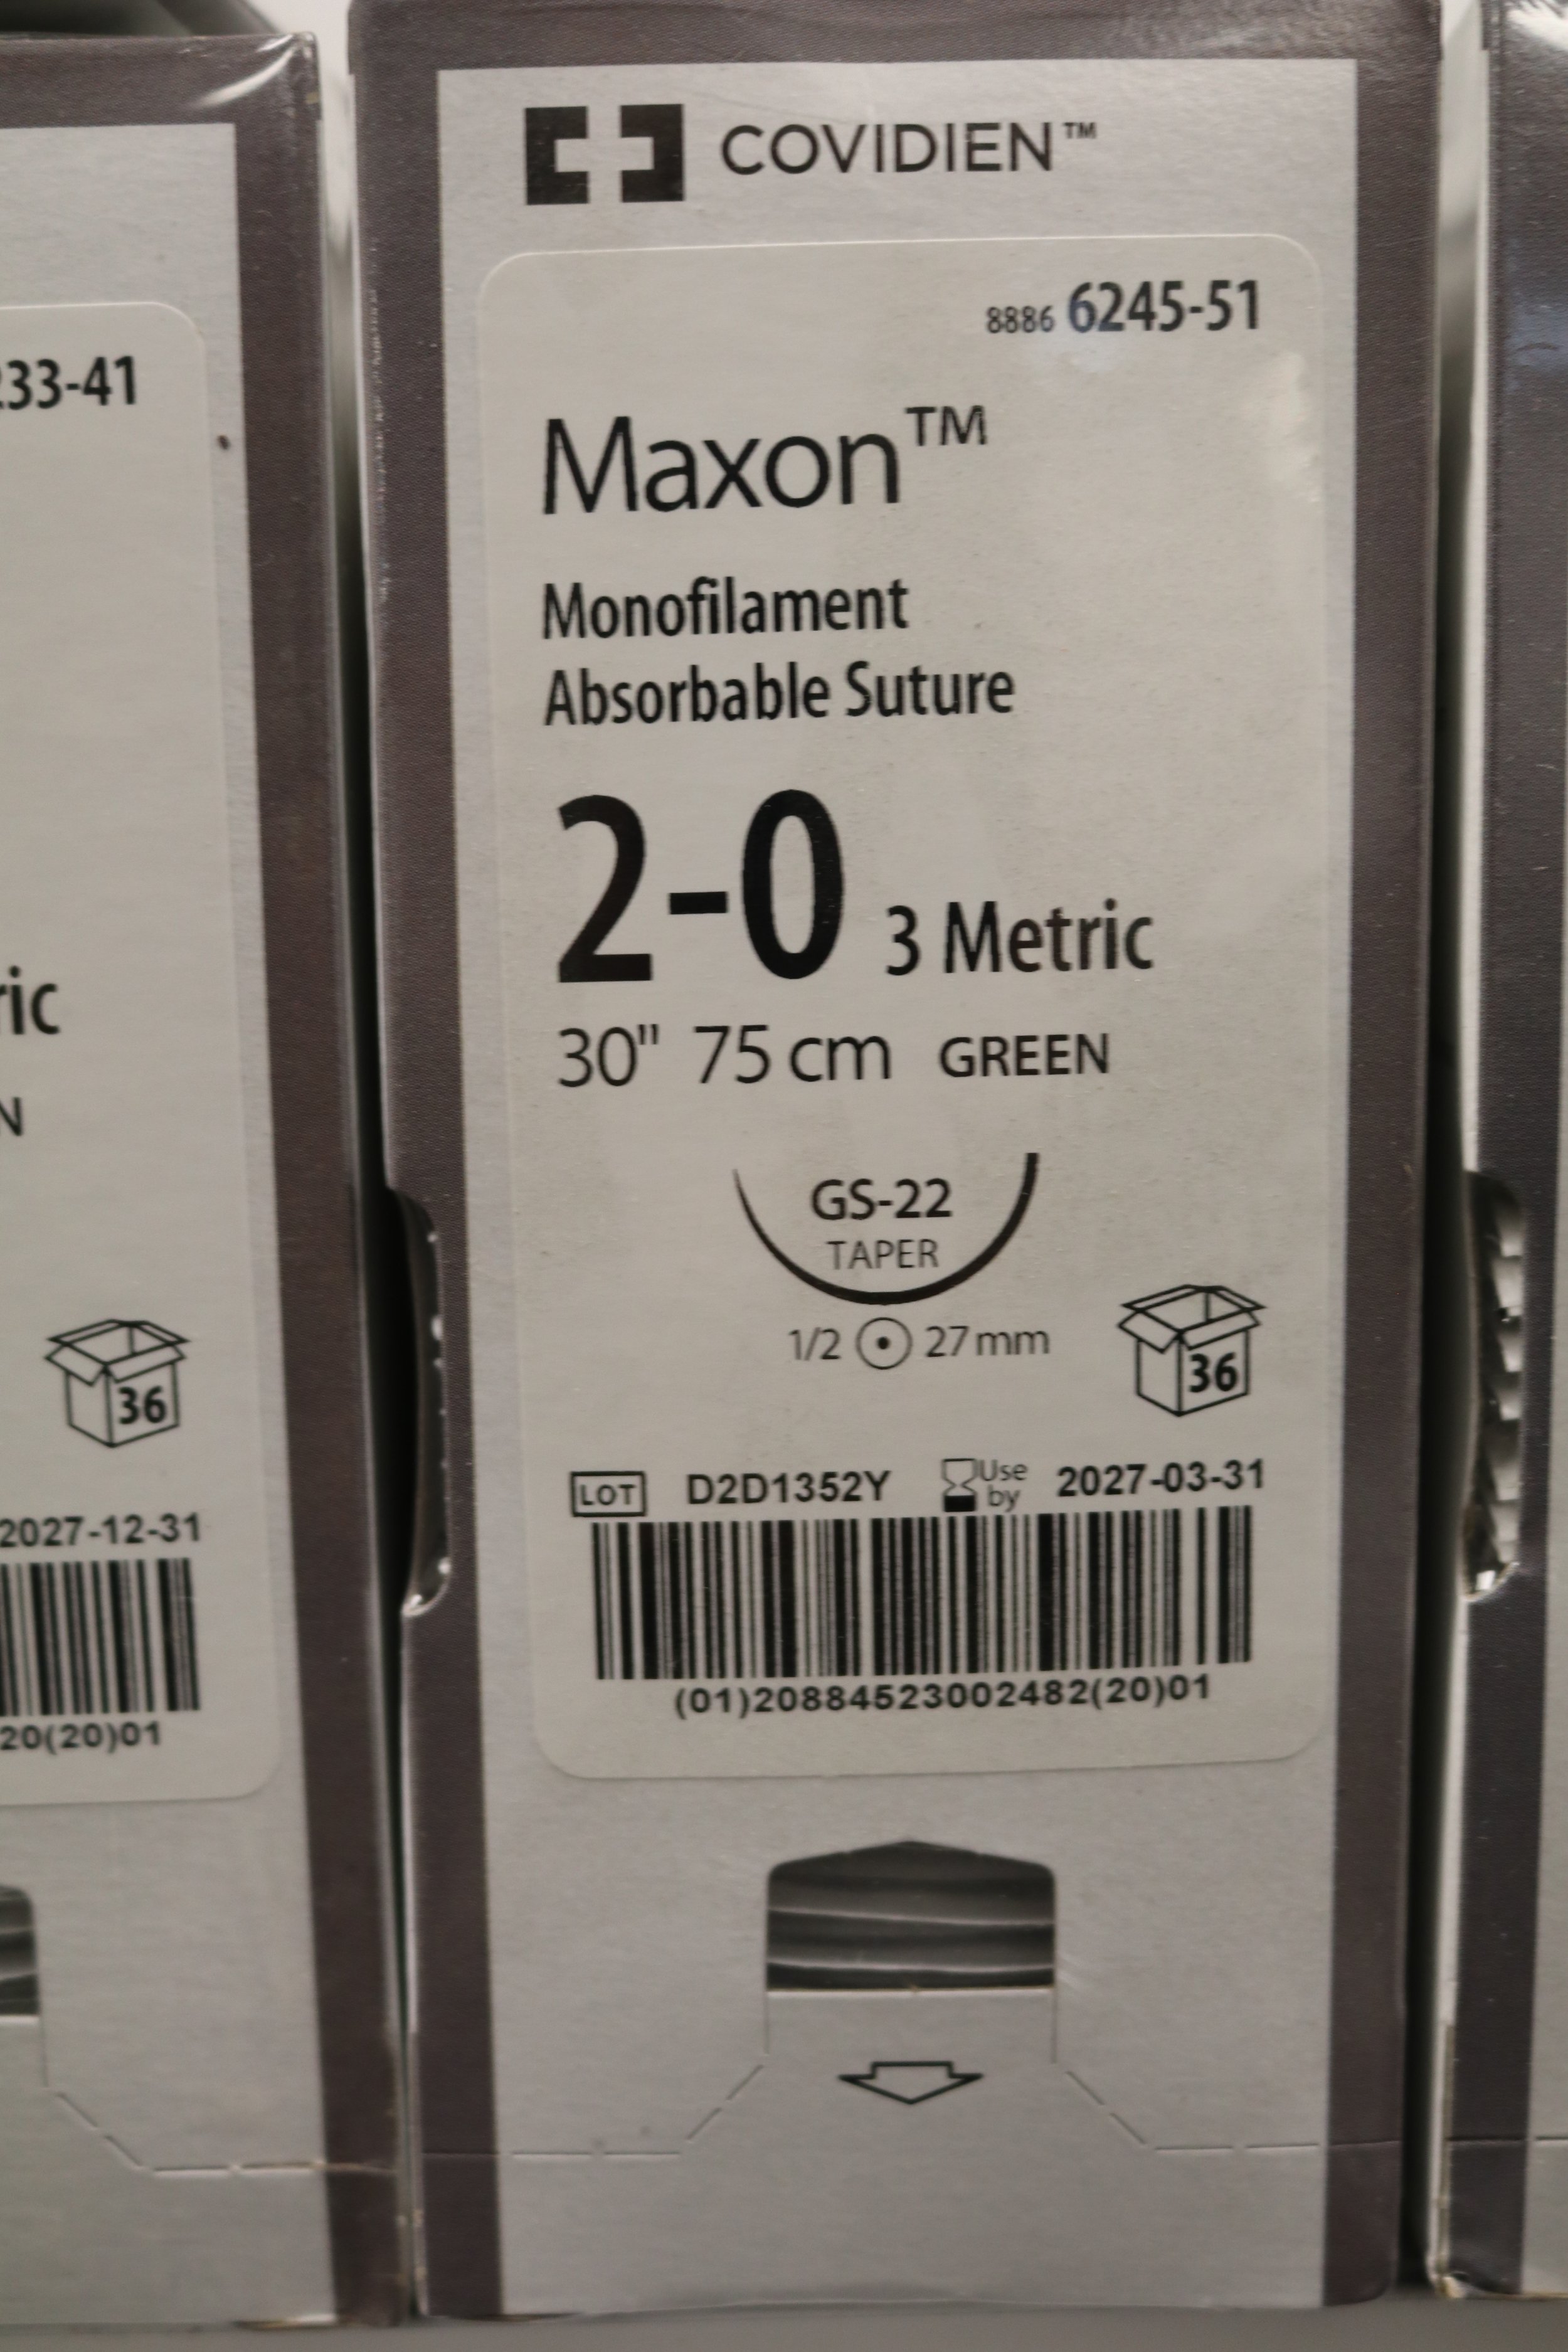 COVIDIEN™
8886 6245-51
Maxon™
Monofilament
Absorbable Suture
2-0 3 Metric
30" 75 cm GREEN
GS-22
TAPER
1/2 27 mm
36
LOT D2D1352Y Use by 2027-03-31
(01)20884523002482(20)01
233-41
ric
N
36
2027-12-31
20(20)01